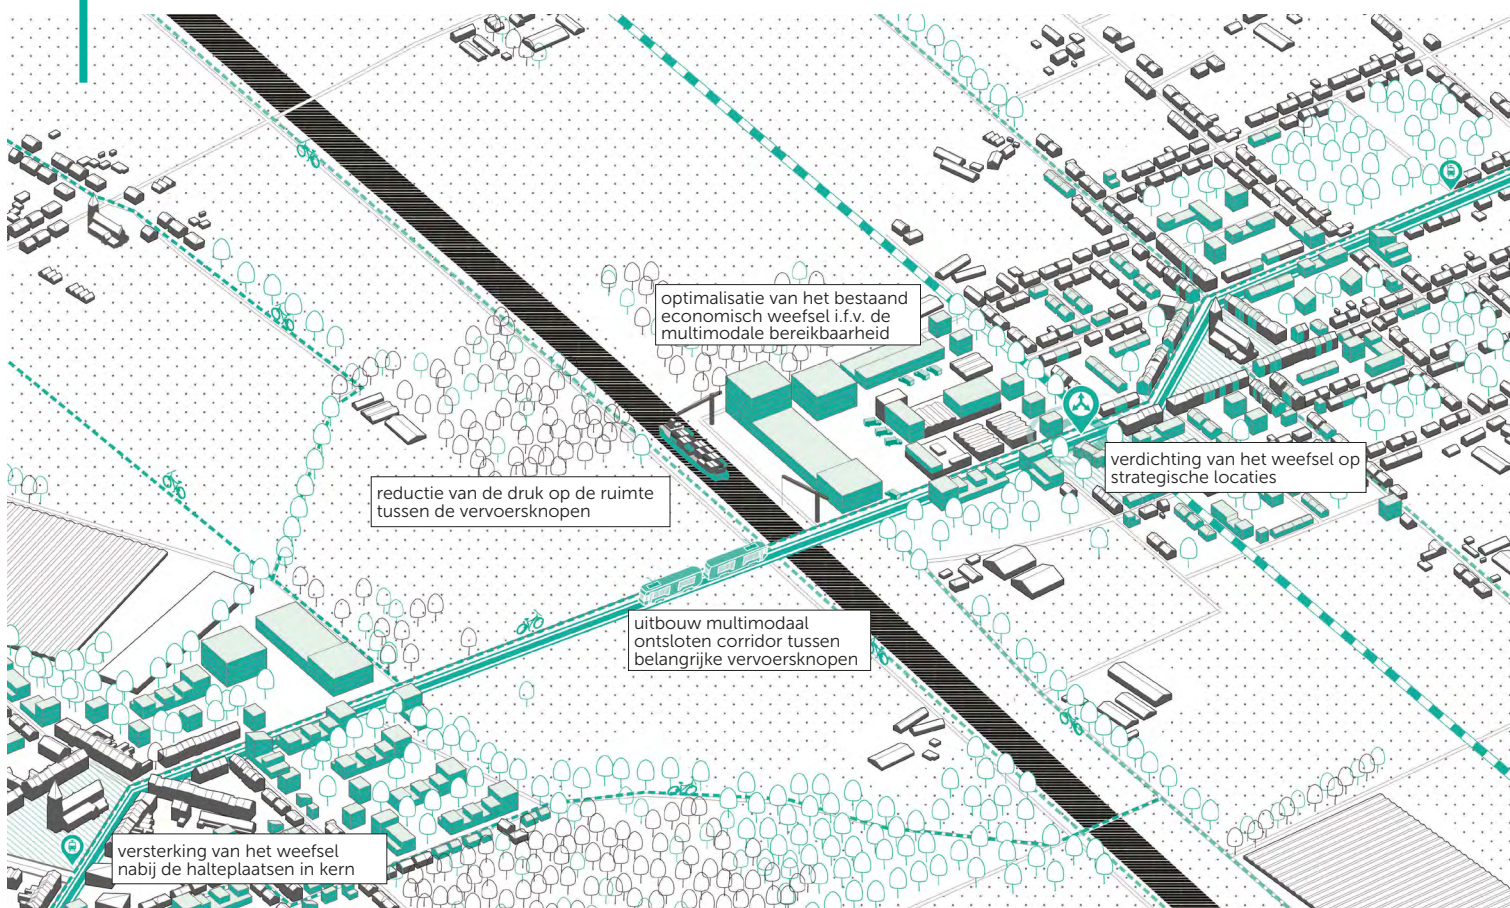 optimalisatie van het bestaand
economisch weefsel i.f.v. de
multimodale bereikbaarheid
verdichting van het weefsel op
strategische locaties
reductie van de druk op de ruimte
tussen de vervoersknopen
uitbouw multimodaal
ontsloten corridor tussen
belangrijke vervoersknopen
versterking van het weefsel
nabij de halteplaatsen in kern